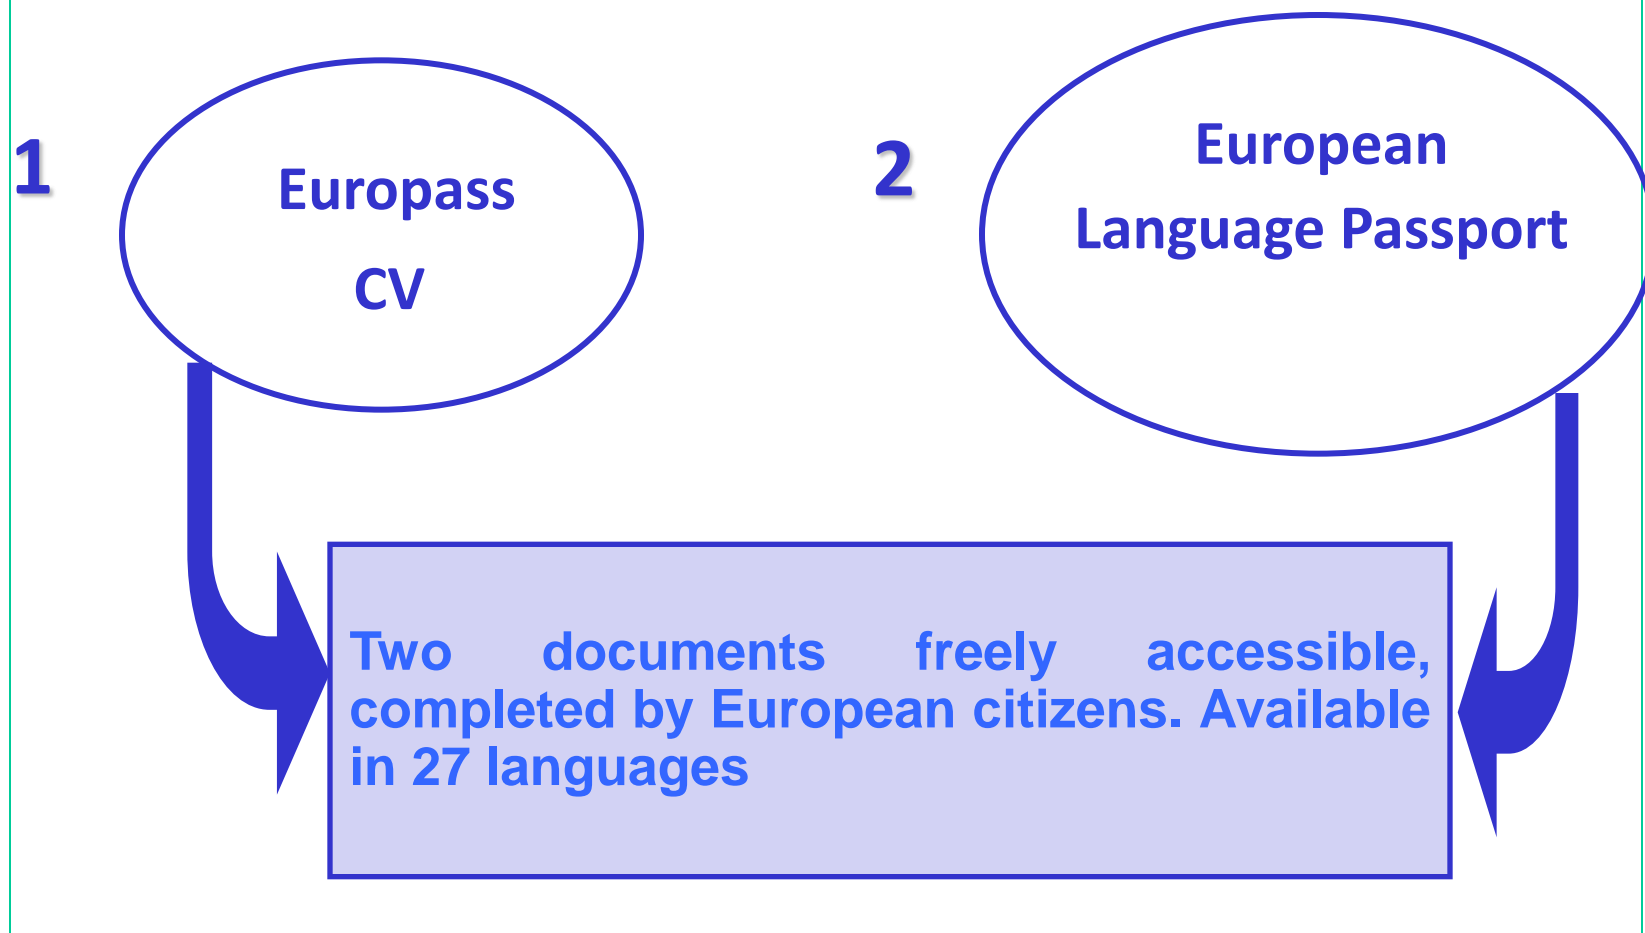 1
Europass
CV
2
European
Language Passport
Two documents freely accessible,
completed by European citizens. Available
in 27 languages